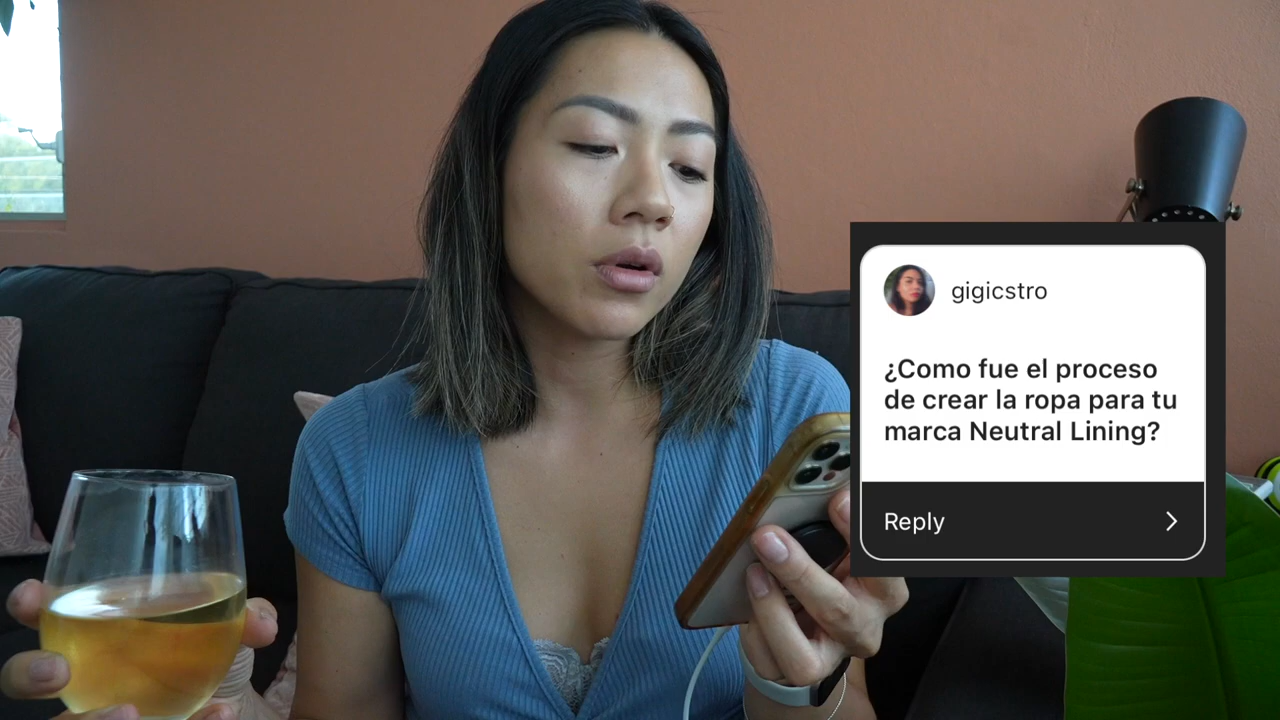 gigicstro
¿Como fue el proceso
de crear la ropa para tu
marca Neutral Lining?
Reply